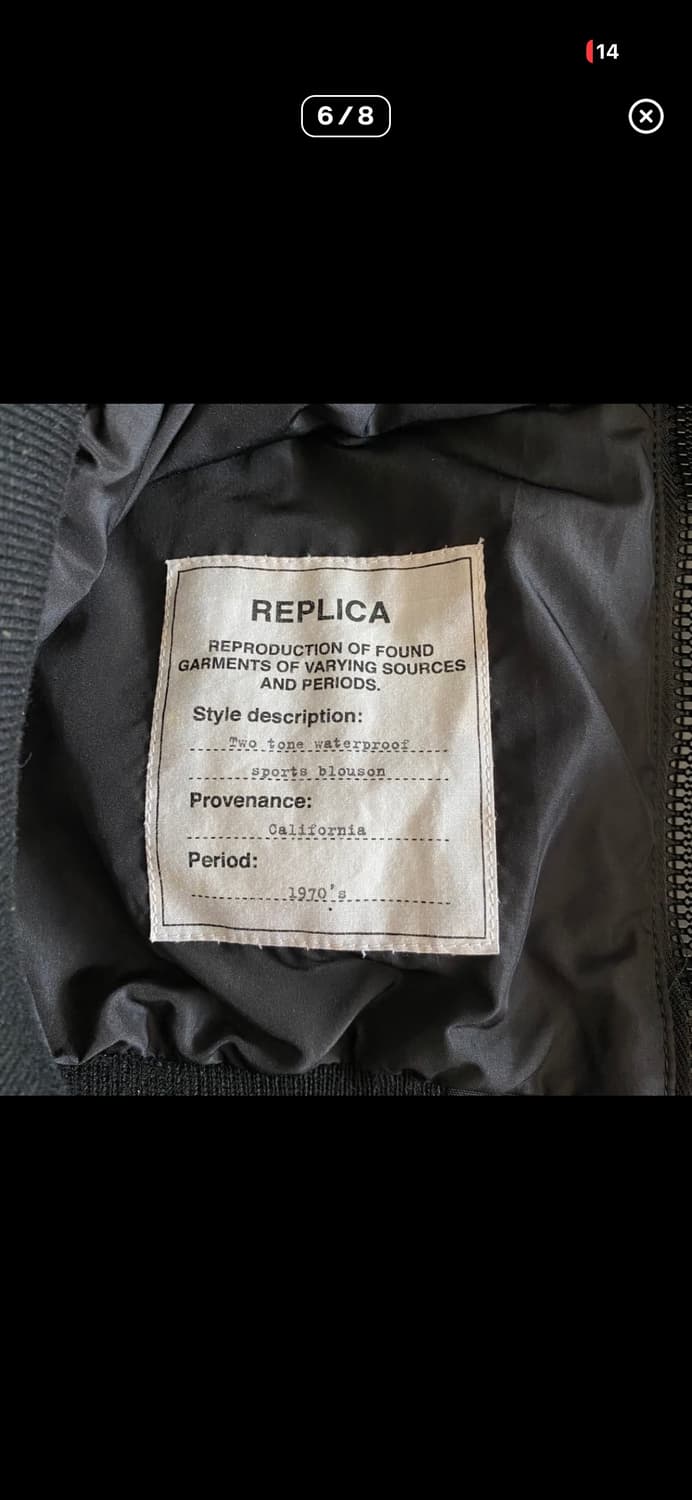 14
6/8
REPLICA
REPRODUCTION OF FOUND
GARMENTS OF VARYING SOURCES
AND PERIODS.
Style description:
Two tone waterproof
sports blouson
Provenance:
California
Period:
1970's